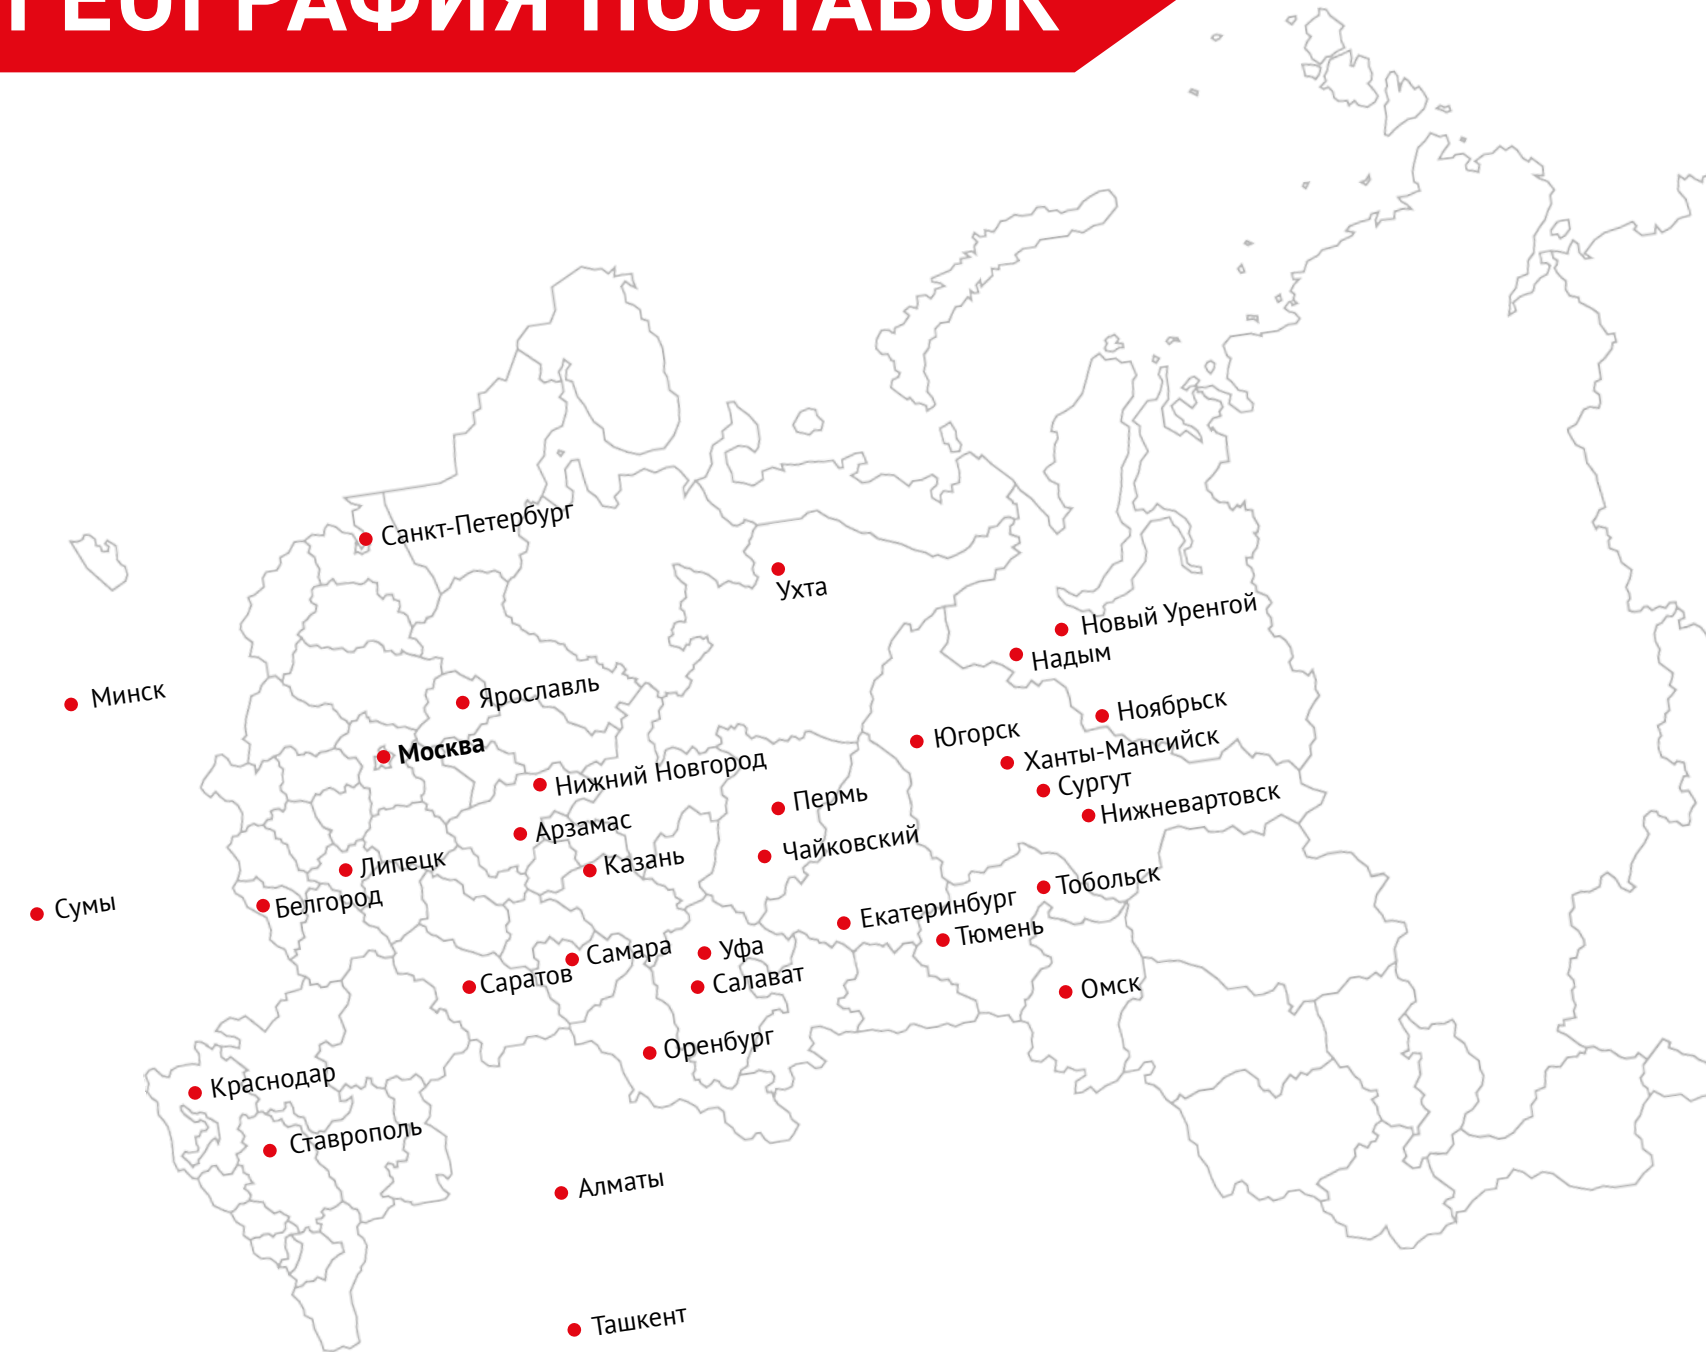 ГЕОГРАФИЯ ПОСТАВОК
Санкт-Петербург
Ухта
Новый Уренгой
Надым
Минск
Ярославль
Ноябрьск
Югорск
Москва
Ханты-Мансийск
Нижний Новгород
Сургут
Пермь
Нижневартовск
Арзамас
Чайковский
Липецк
Казань
Тобольск
Сумы
Белгород
Екатеринбург
Тюмень
Самара
Уфа
Саратов
Салават
Омск
Оренбург
Краснодар
Ставрополь
Алматы
Ташкент